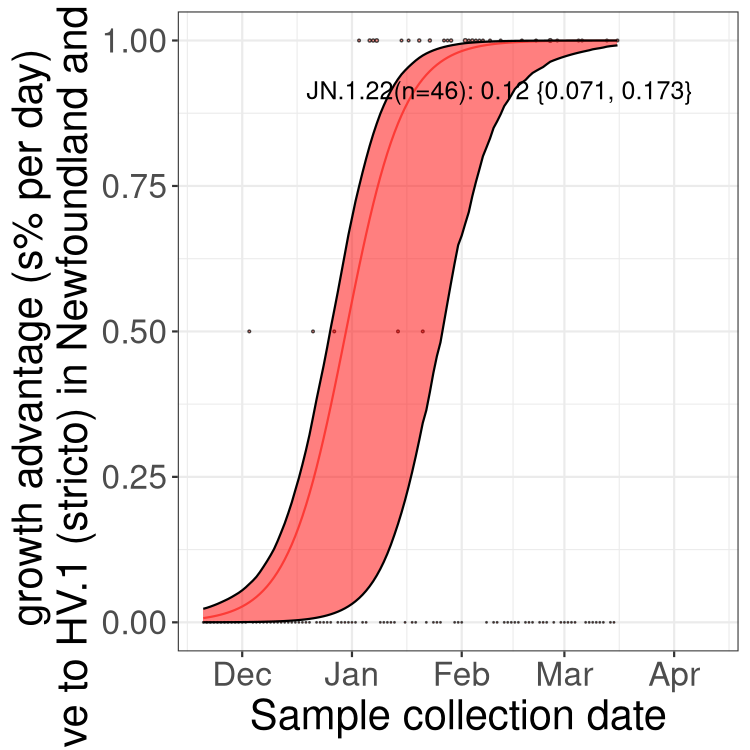 growth advantage (s% per day)
ve to HV.1 (stricto) in Newfoundland and
1.00
0.75
0.50
0.25
0.00
JN.1.22(n=46): 0.12 {0.071, 0.173}
Dec Jan Feb Mar Apr
Sample collection date